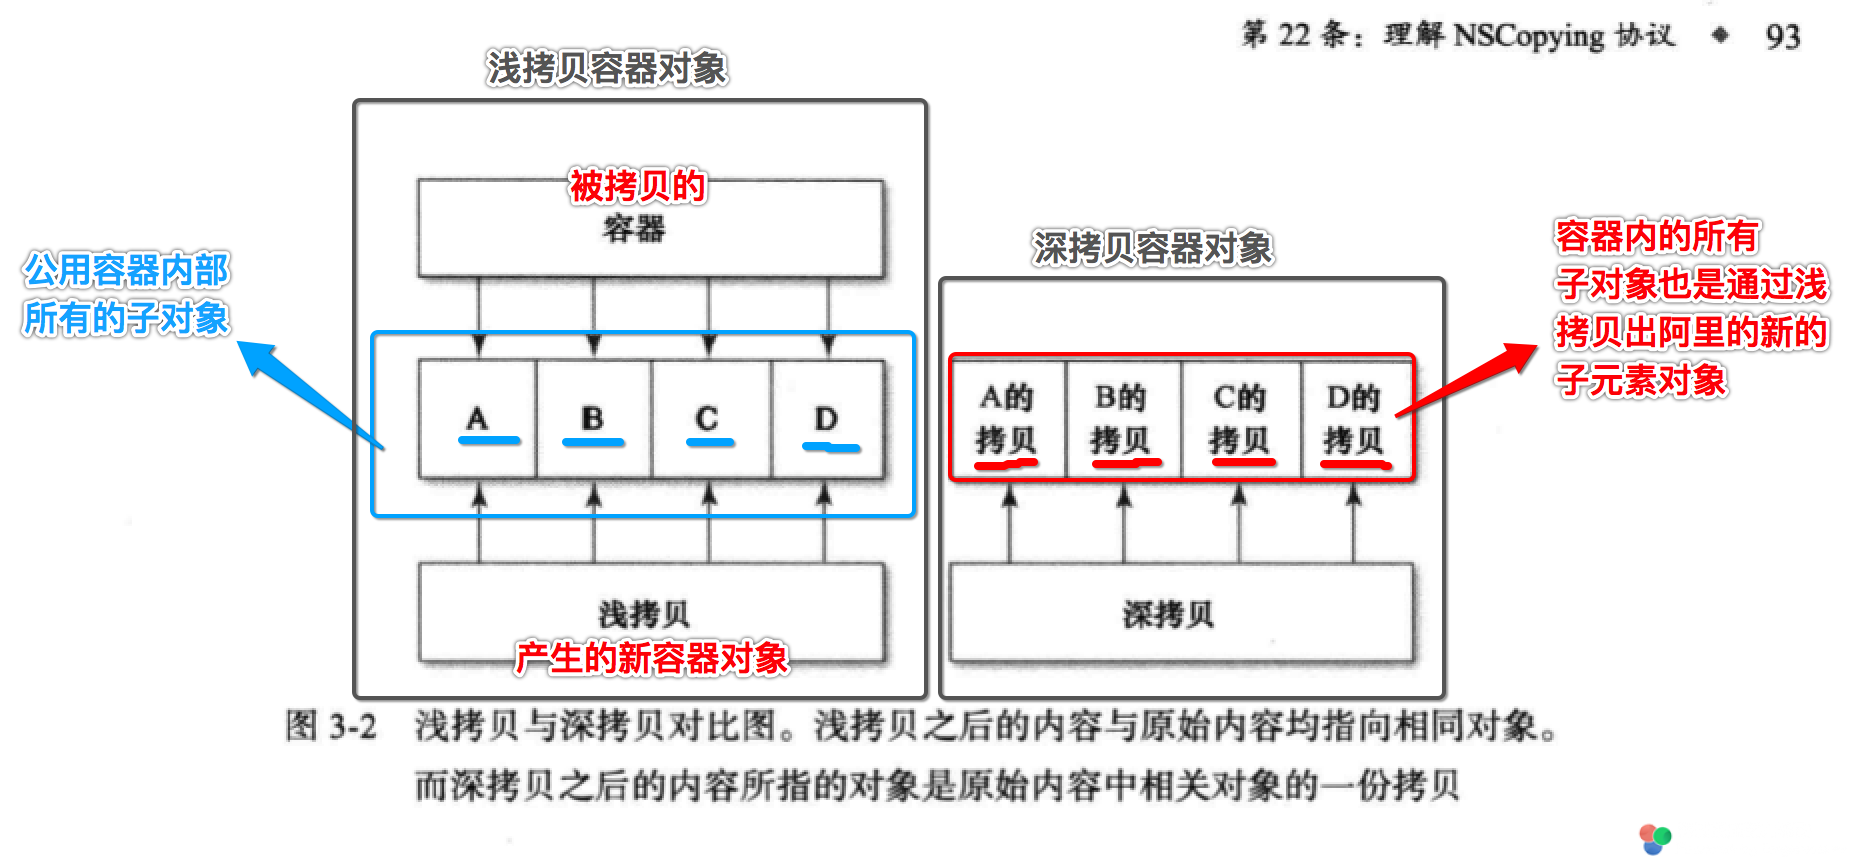 第 22 条：理解 NSCopying 协议 ◆ 93
浅拷贝容器对象
被拷贝的
容器
公用容器内部
所有的子对象
A B C D
浅拷贝
产生的新容器对象
深拷贝容器对象
容器内的所有
子对象也是通过浅
拷贝出阿里的新的
子元素对象
A的 B的 C的 D的
拷贝 拷贝 拷贝 拷贝
深拷贝
图 3-2 浅拷贝与深拷贝对比图。浅拷贝之后的内容与原始内容均指向相同对象。
而深拷贝之后的内容所指的对象是原始内容中相关对象的一份拷贝